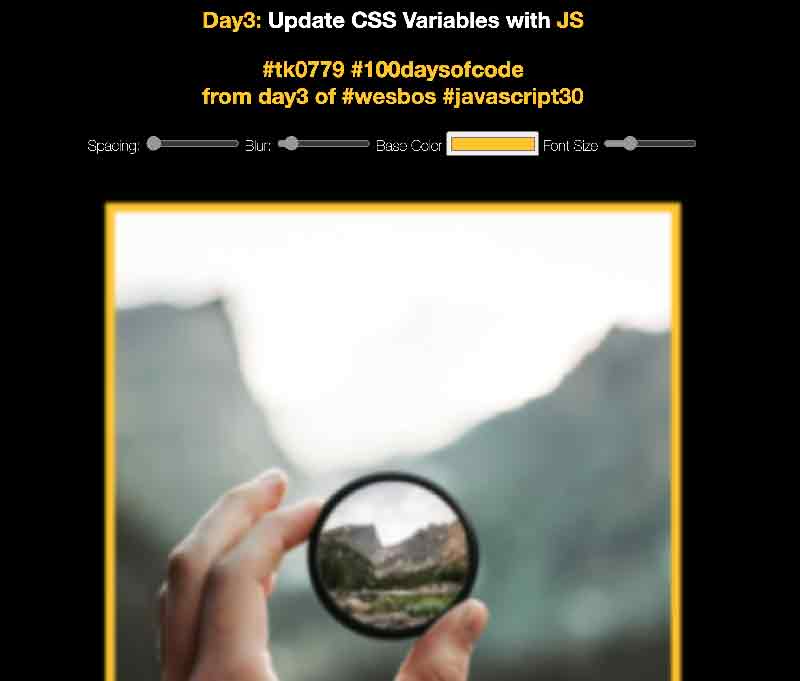 Day3: Update CSS Variables with JS
#tk0779 #100daysofcode
from day3 of #wesbos #javascript30
Spacing: Blur: Base Color Font Size